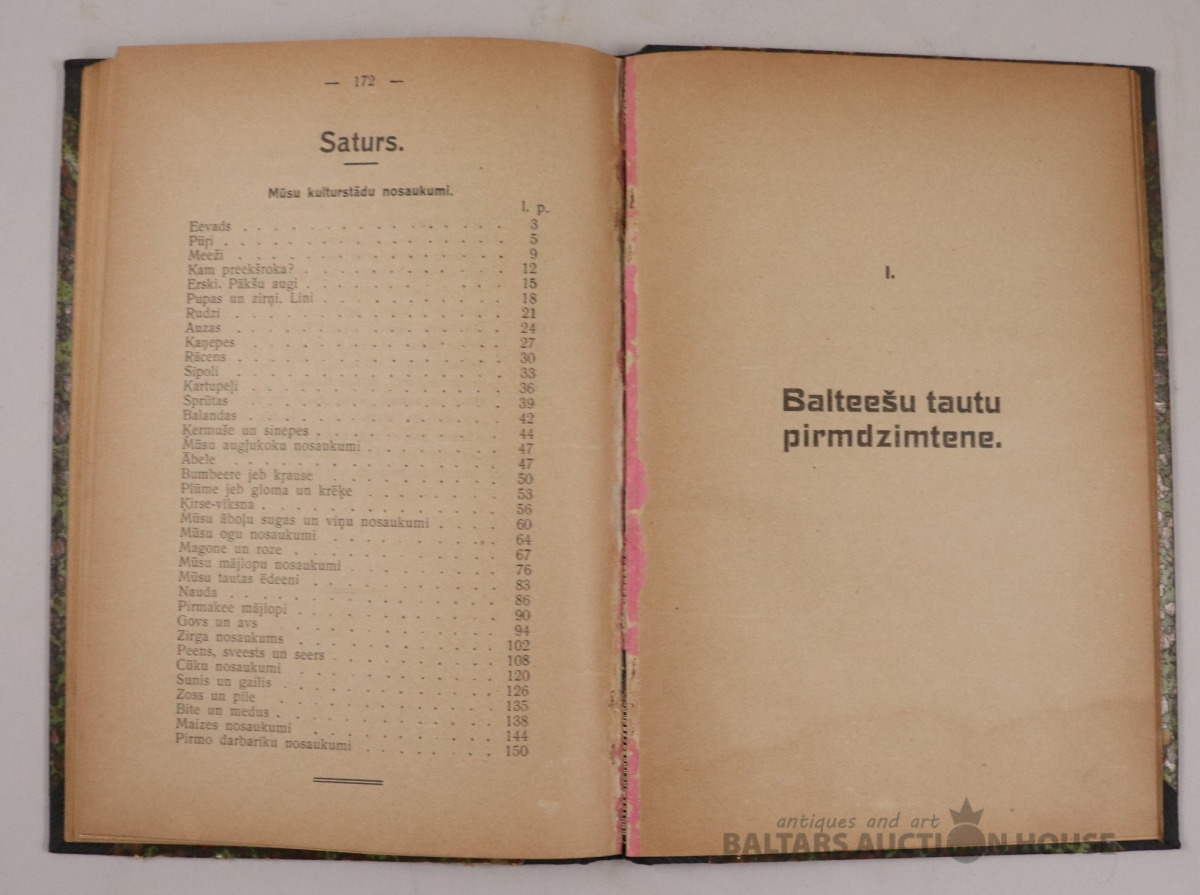 — 172 —
Saturs.
Mūsu kulturstādu nosaukumi.
l. p.
Eevads . . . . . . . . . . . . . . . 3
Pūŗi . . . . . . . . . . . . . . . 5
Meeži . . . . . . . . . . . . . . . 9
Kam preekšroka? . . . . . . . . . . . 12
Erski. Pākšu augi . . . . . . . . . . 15
Pupas un zirņi. Lini . . . . . . . . . . 18
Rudzi . . . . . . . . . . . . . . 21
Auzas . . . . . . . . . . . . . . 24
Kaņepes . . . . . . . . . . . . . 27
Rācens . . . . . . . . . . . . . . 30
Sīpoli . . . . . . . . . . . . . . 33
Kartupeļi . . . . . . . . . . . . . 36
Sprūtas . . . . . . . . . . . . . . 39
Balandas . . . . . . . . . . . . . 42
Ķermuše un sinepes . . . . . . . . . . 44
Mūsu augļukoku nosaukumi . . . . . . . . 47
Ābele . . . . . . . . . . . . . . 47
Bumbeere jeb kŗause . . . . . . . . . . 50
Plūme jeb gloma un krēķe . . . . . . . . 53
Ķirse-vīksna . . . . . . . . . . . . 56
Mūsu āboļu sugas un viņu nosaukumi . . . . 60
Mūsu ogu nosaukumi . . . . . . . . . . 64
Magone un roze . . . . . . . . . . . 67
Mūsu mājlopu nosaukumi . . . . . . . . 76
Mūsu tautas ēdeeni . . . . . . . . . . 83
Nauda . . . . . . . . . . . . . . 86
Pirmakee mājlopi . . . . . . . . . . . 90
Govs un avs . . . . . . . . . . . . 94
Zirga nosaukums . . . . . . . . . . . 102
Peens, sveests un seers . . . . . . . . . 108
Cūku nosaukumi . . . . . . . . . . . 120
Sunis un gailis . . . . . . . . . . . 126
Zoss un pīle . . . . . . . . . . . . 135
Bite un medus . . . . . . . . . . . . 138
Maizes nosaukumi . . . . . . . . . . 144
Pirmo darbarīku nosaukumi . . . . . . . . 150
I.
Balteešu tautu
pirmdzimtene.
antiques and art
BALTARS AUCTION HOUSE